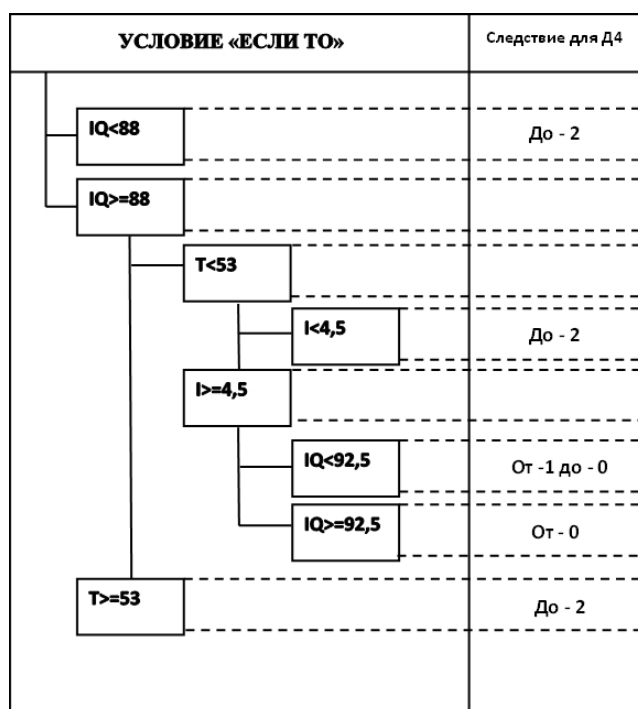 УСЛОВИЕ «ЕСЛИ ТО» Следствие для Д4
IQ<88 До - 2
IQ>=88
T<53
I<4,5 До - 2
I>=4,5
IQ<92,5 От -1 до - 0
IQ>=92,5 От - 0
T>=53 До - 2